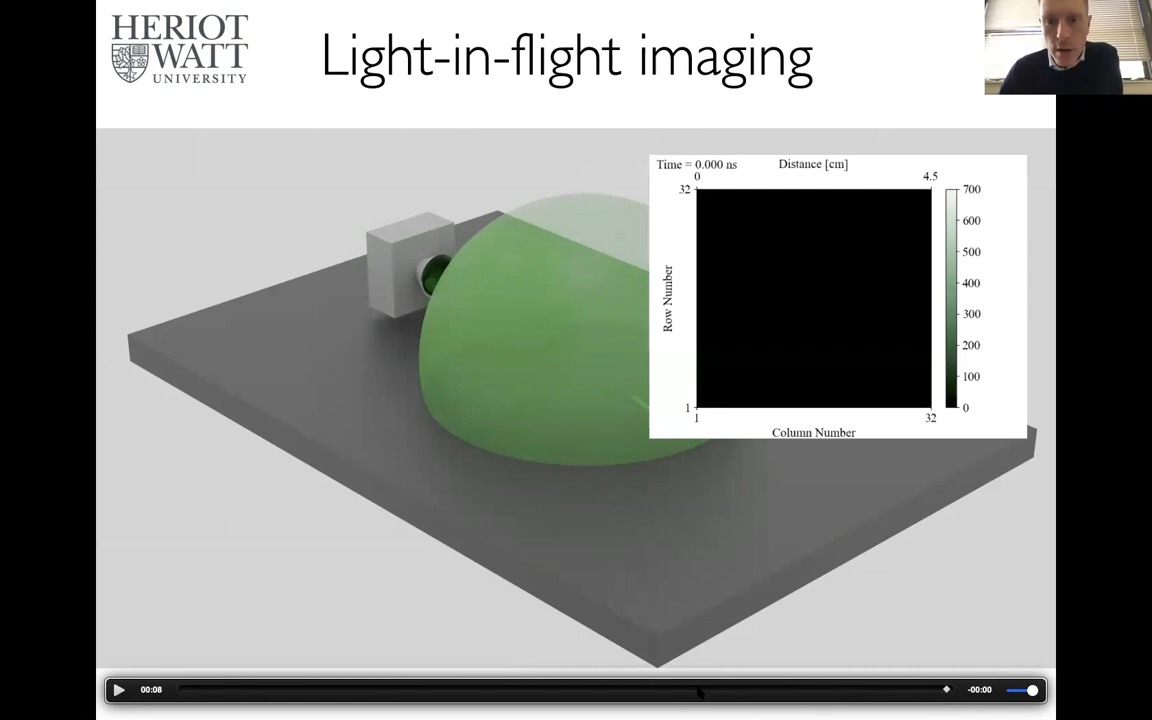 HERIOT
WATT
UNIVERSITY
Light-in-flight imaging
Time = 0.000 ns
Distance [cm]
0
4.5
32
700
600
500
400
300
200
100
0
Row Number
1
1
32
Column Number
00:08
-00:00